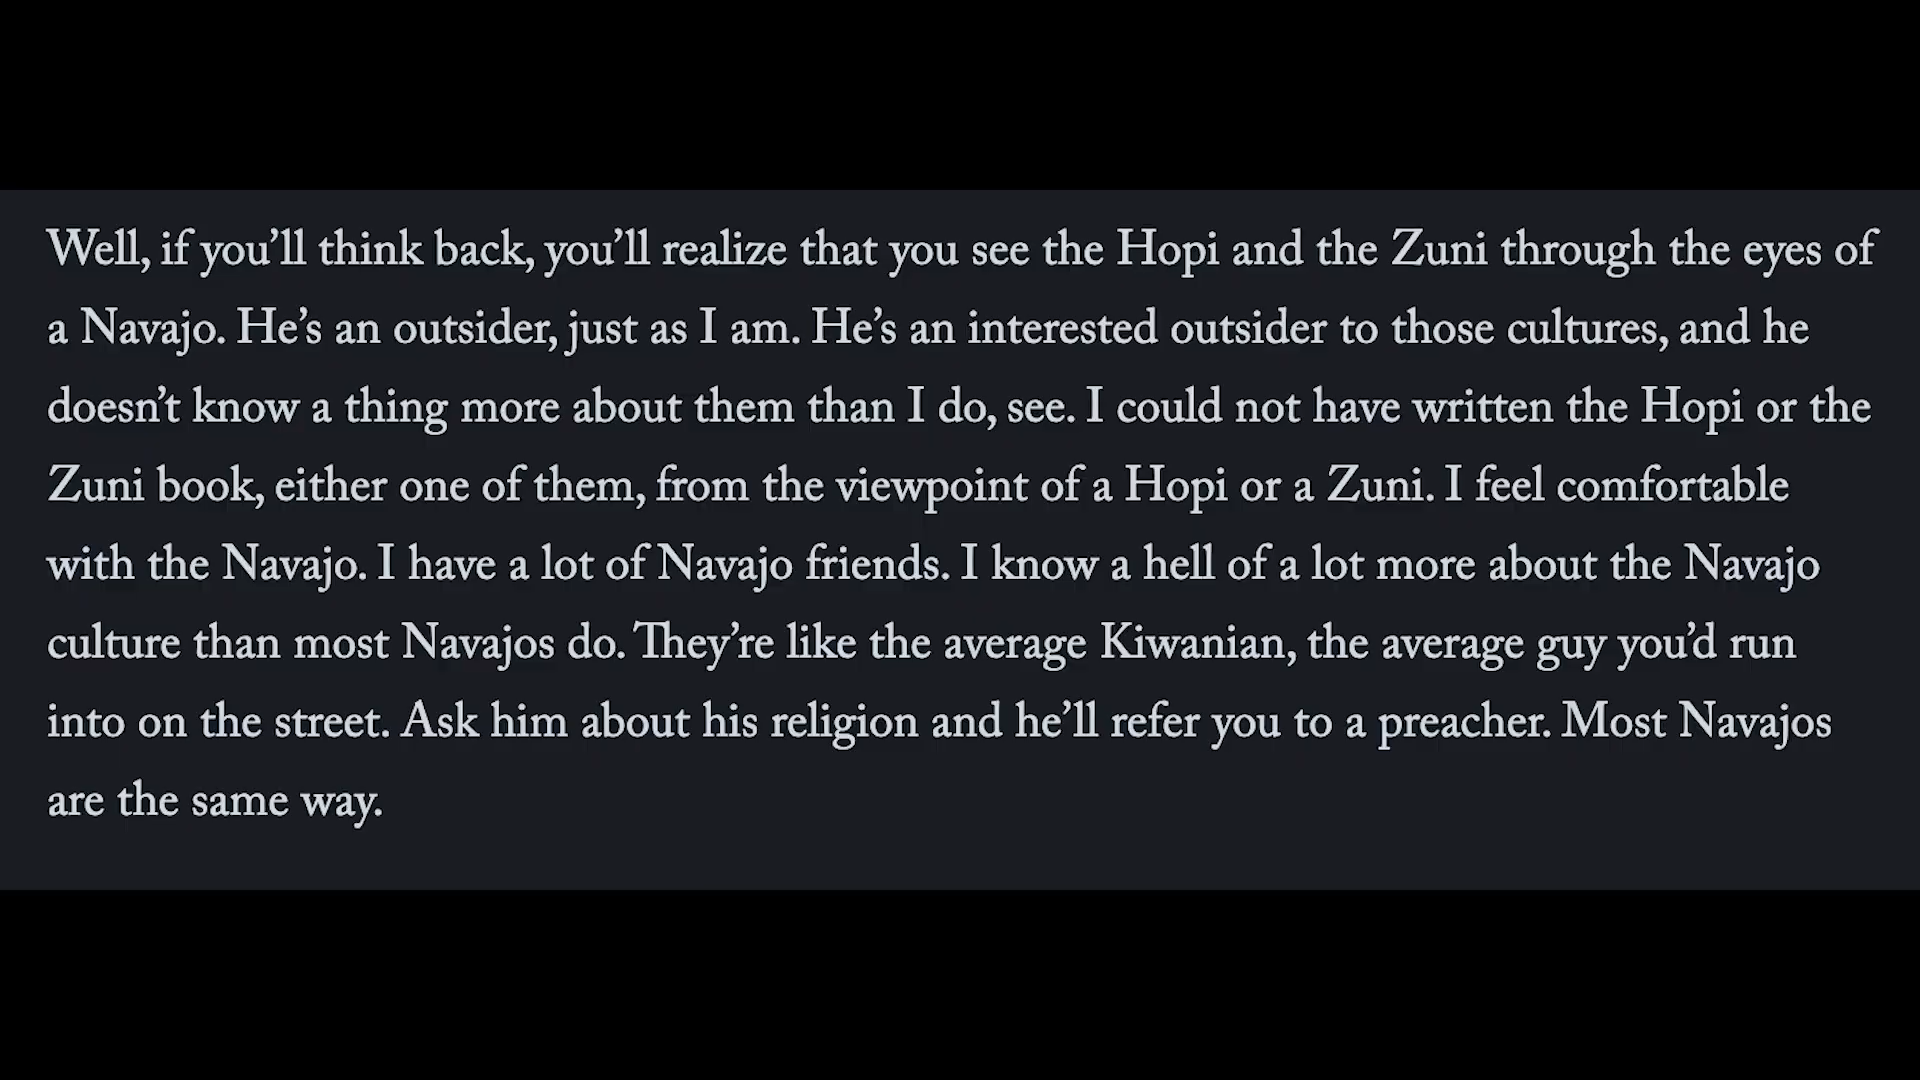 Well, if you’ll think back, you’ll realize that you see the Hopi and the Zuni through the eyes of
a Navajo. He’s an outsider, just as I am. He’s an interested outsider to those cultures, and he
doesn’t know a thing more about them than I do, see. I could not have written the Hopi or the
Zuni book, either one of them, from the viewpoint of a Hopi or a Zuni. I feel comfortable
with the Navajo. I have a lot of Navajo friends. I know a hell of a lot more about the Navajo
culture than most Navajos do. They’re like the average Kiwanian, the average guy you’d run
into on the street. Ask him about his religion and he’ll refer you to a preacher. Most Navajos
are the same way.